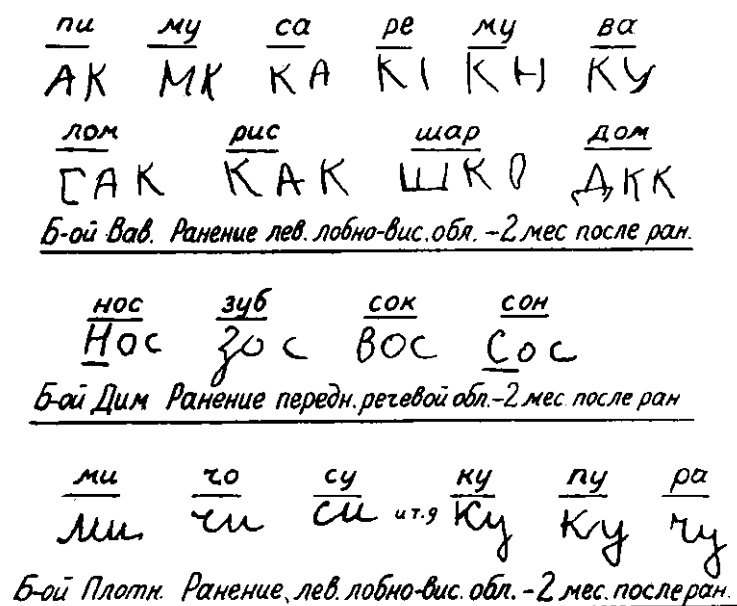 пи му са ре му ва
АК МК КА КІ КН КУ
лом рис шар дом
САК КАК ШКО ДКК
Б-ой Вав. Ранение лев. лобно-вис. обл. - 2 мес после ран.
нос зуб сок сон
Нос Зос вос Сос
Б-ой Дим Ранение передн. речевой обл. - 2 мес. после ран
ми чо су ку пу ра
ми чи си и т.д Ку Ку чу
Б-ой Плотн. Ранение лев. лобно-вис. обл. - 2 мес. после ран.